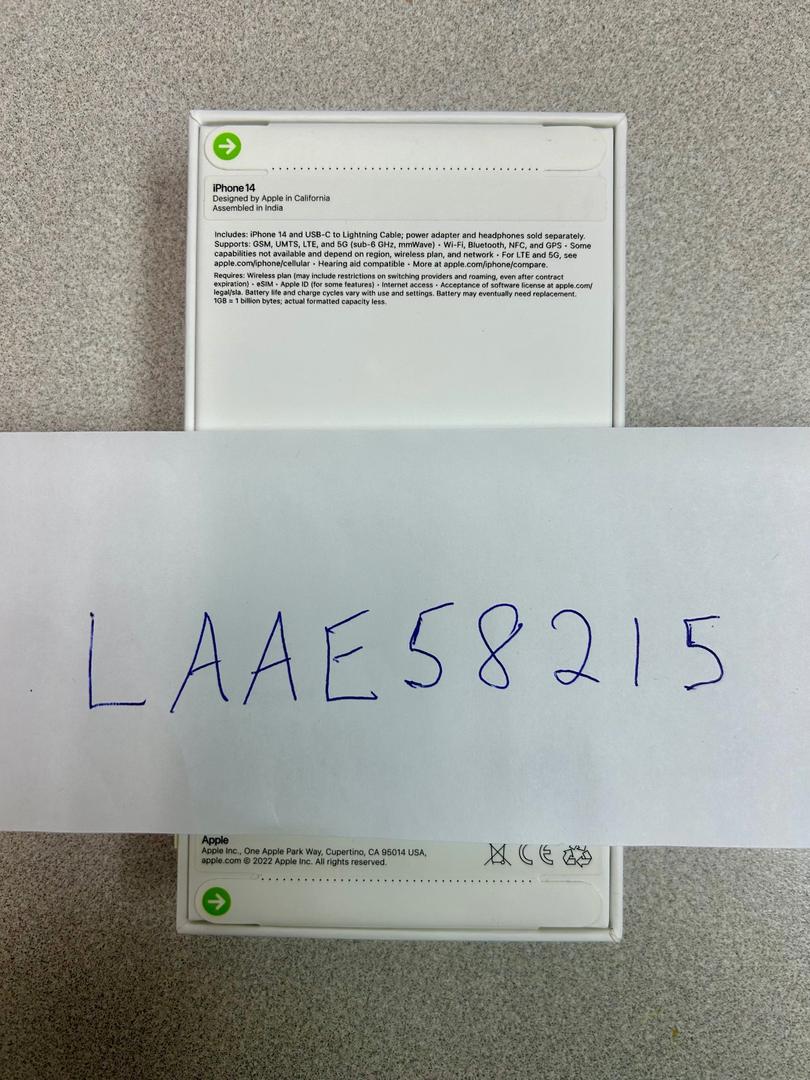 iPhone 14
Designed by Apple in California
Assembled in India
Includes: iPhone 14 and USB-C to Lightning Cable; power adapter and headphones sold separately.
Supports: GSM, UMTS, LTE, and 5G (sub-6 GHz, mmWave) • Wi-Fi, Bluetooth, NFC, and GPS • Some
capabilities not available and depend on region, wireless plan, and network • For LTE and 5G, see
apple.com/iphone/cellular • Hearing aid compatible • More at apple.com/iphone/compare.
Requires: Wireless plan (may include restrictions on switching providers and roaming, even after contract
expiration) • eSIM • Apple ID (for some features) • Internet access • Acceptance of software license at apple.com/
legal/sla. Battery life and charge cycles vary with use and settings. Battery may eventually need replacement.
1GB = 1 billion bytes; actual formatted capacity less.
LAAE58215
Apple
Apple Inc., One Apple Park Way, Cupertino, CA 95014 USA,
apple.com © 2022 Apple Inc. All rights reserved.
CE